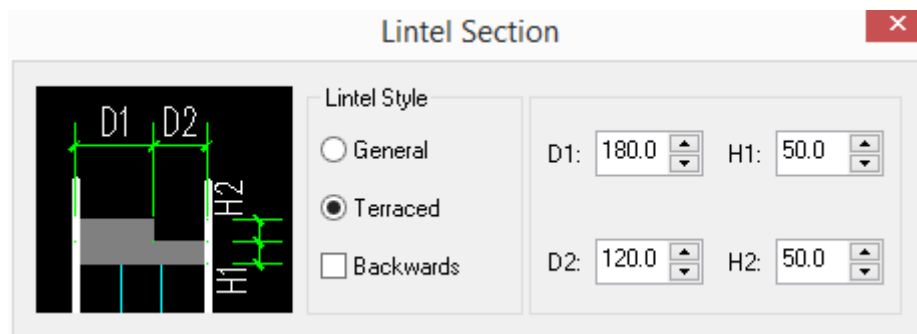 Lintel Section
D1 D2
H2
H1
Lintel Style
General
Terraced
Backwards
D1: 180.0 H1: 50.0
D2: 120.0 H2: 50.0